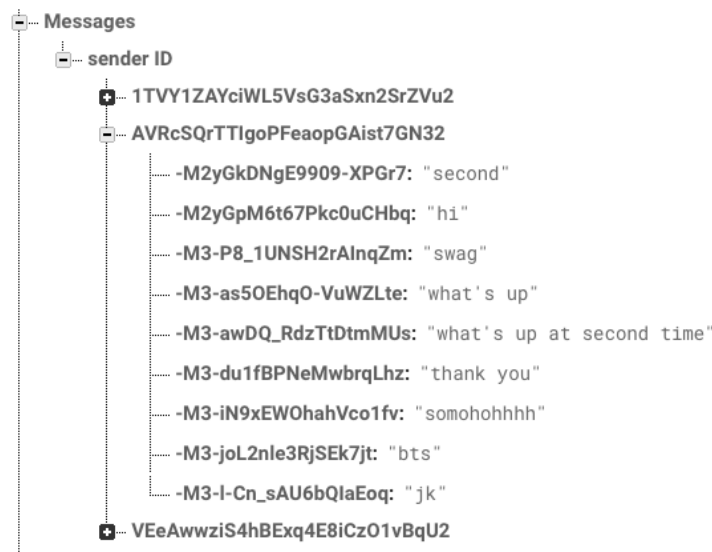 Messages
sender ID
1TVY1ZAYciWL5VsG3aSxn2SrZVu2
AVRcSQrTTIgoPFeaopGAist7GN32
-M2yGkDNgE9909-XPGr7: "second"
-M2yGpM6t67Pkc0uCHbq: "hi"
-M3-P8_1UNSH2rAInqZm: "swag"
-M3-as5OEhqO-VuWZLte: "what's up"
-M3-awDQ_RdzTtDtmMUs: "what's up at second time"
-M3-du1fBPNeMwbrqLhz: "thank you"
-M3-iN9xEWOhahVco1fv: "somohohhhh"
-M3-joL2nle3RjSEk7jt: "bts"
-M3-l-Cn_sAU6bQIaEoq: "jk"
VEeAwwziS4hBExq4E8iCzO1vBqU2